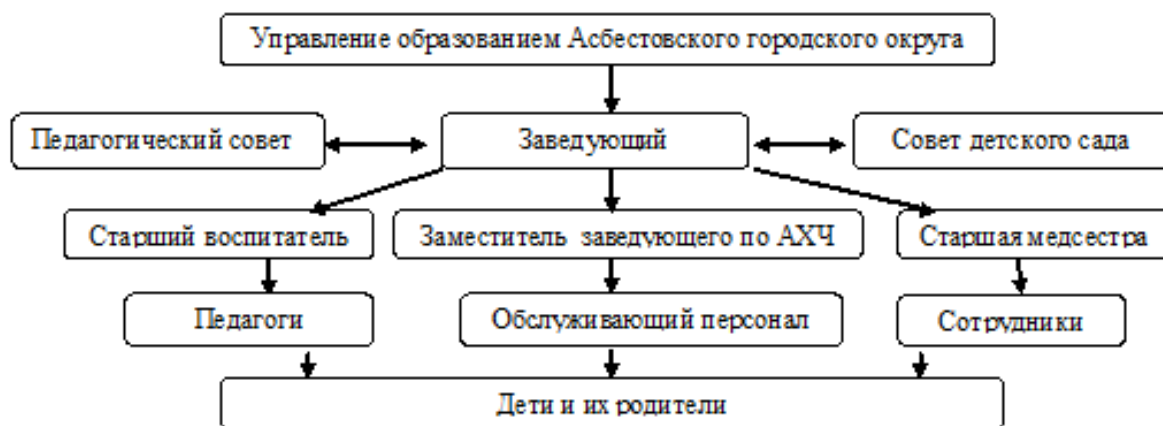 Управление образованием Асбестовского городского округа
Педагогический совет
Заведующий
Совет детского сада
Старший воспитатель
Заместитель заведующего по АХЧ
Старшая медсестра
Педагоги
Обслуживающий персонал
Сотрудники
Дети и их родители